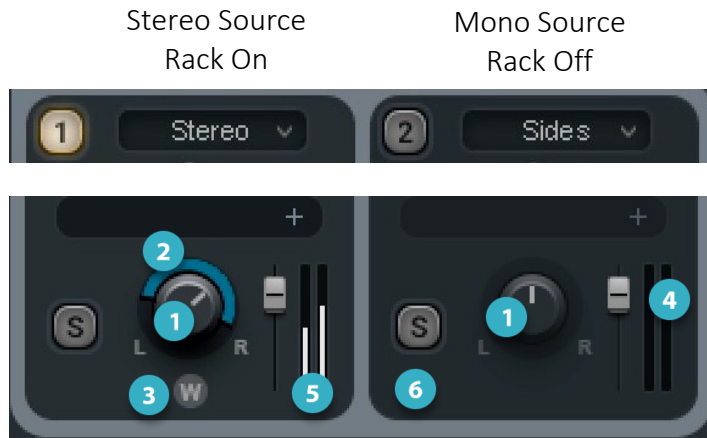 Stereo Source
Rack On
Mono Source
Rack Off
1 Stereo
2 Sides
+
+
2
1
1
4
S
S
L R
L R
3 W
5
6